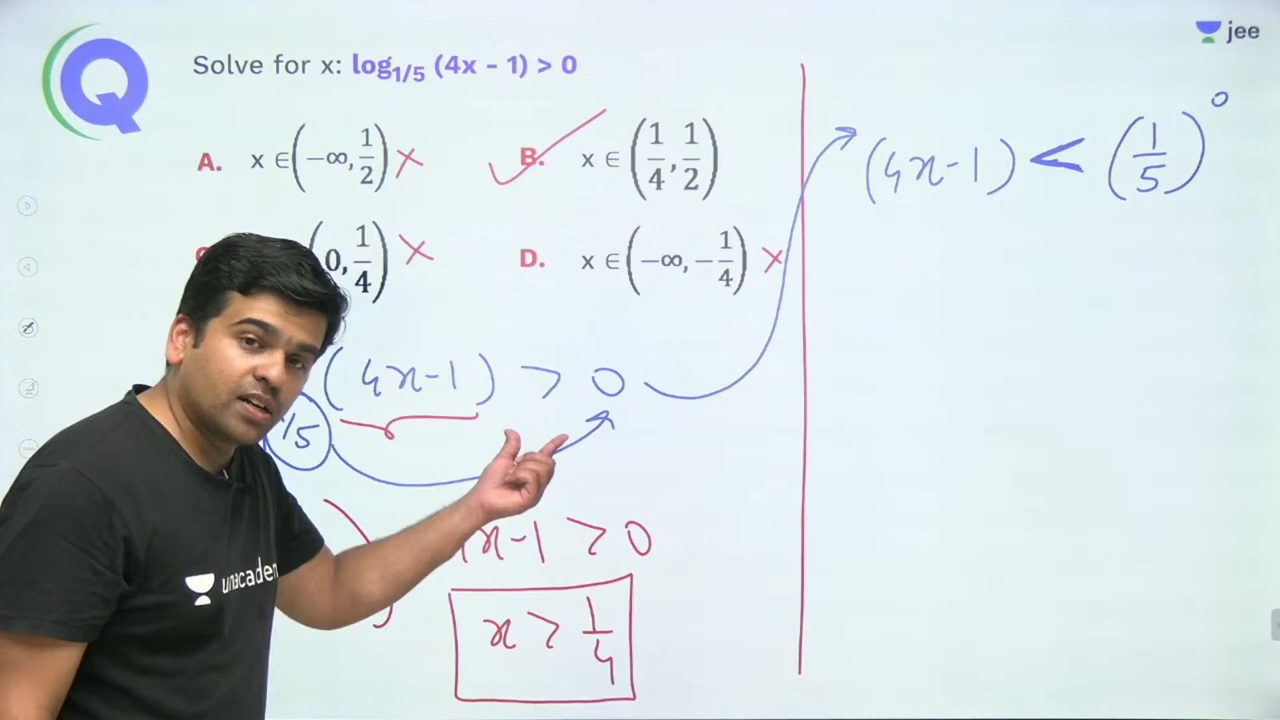 jee
Solve for x: log1/5 (4x - 1) > 0
A. x ∈ (−∞, 1/2) ×
B. x ∈ (1/4, 1/2)
0, 1/4) ×
D. x ∈ (−∞, −1/4) ×
(4x-1) < (1/5)^0
(4x-1) > 0
1/5
x-1 > 0
x > 1/4
unacadem